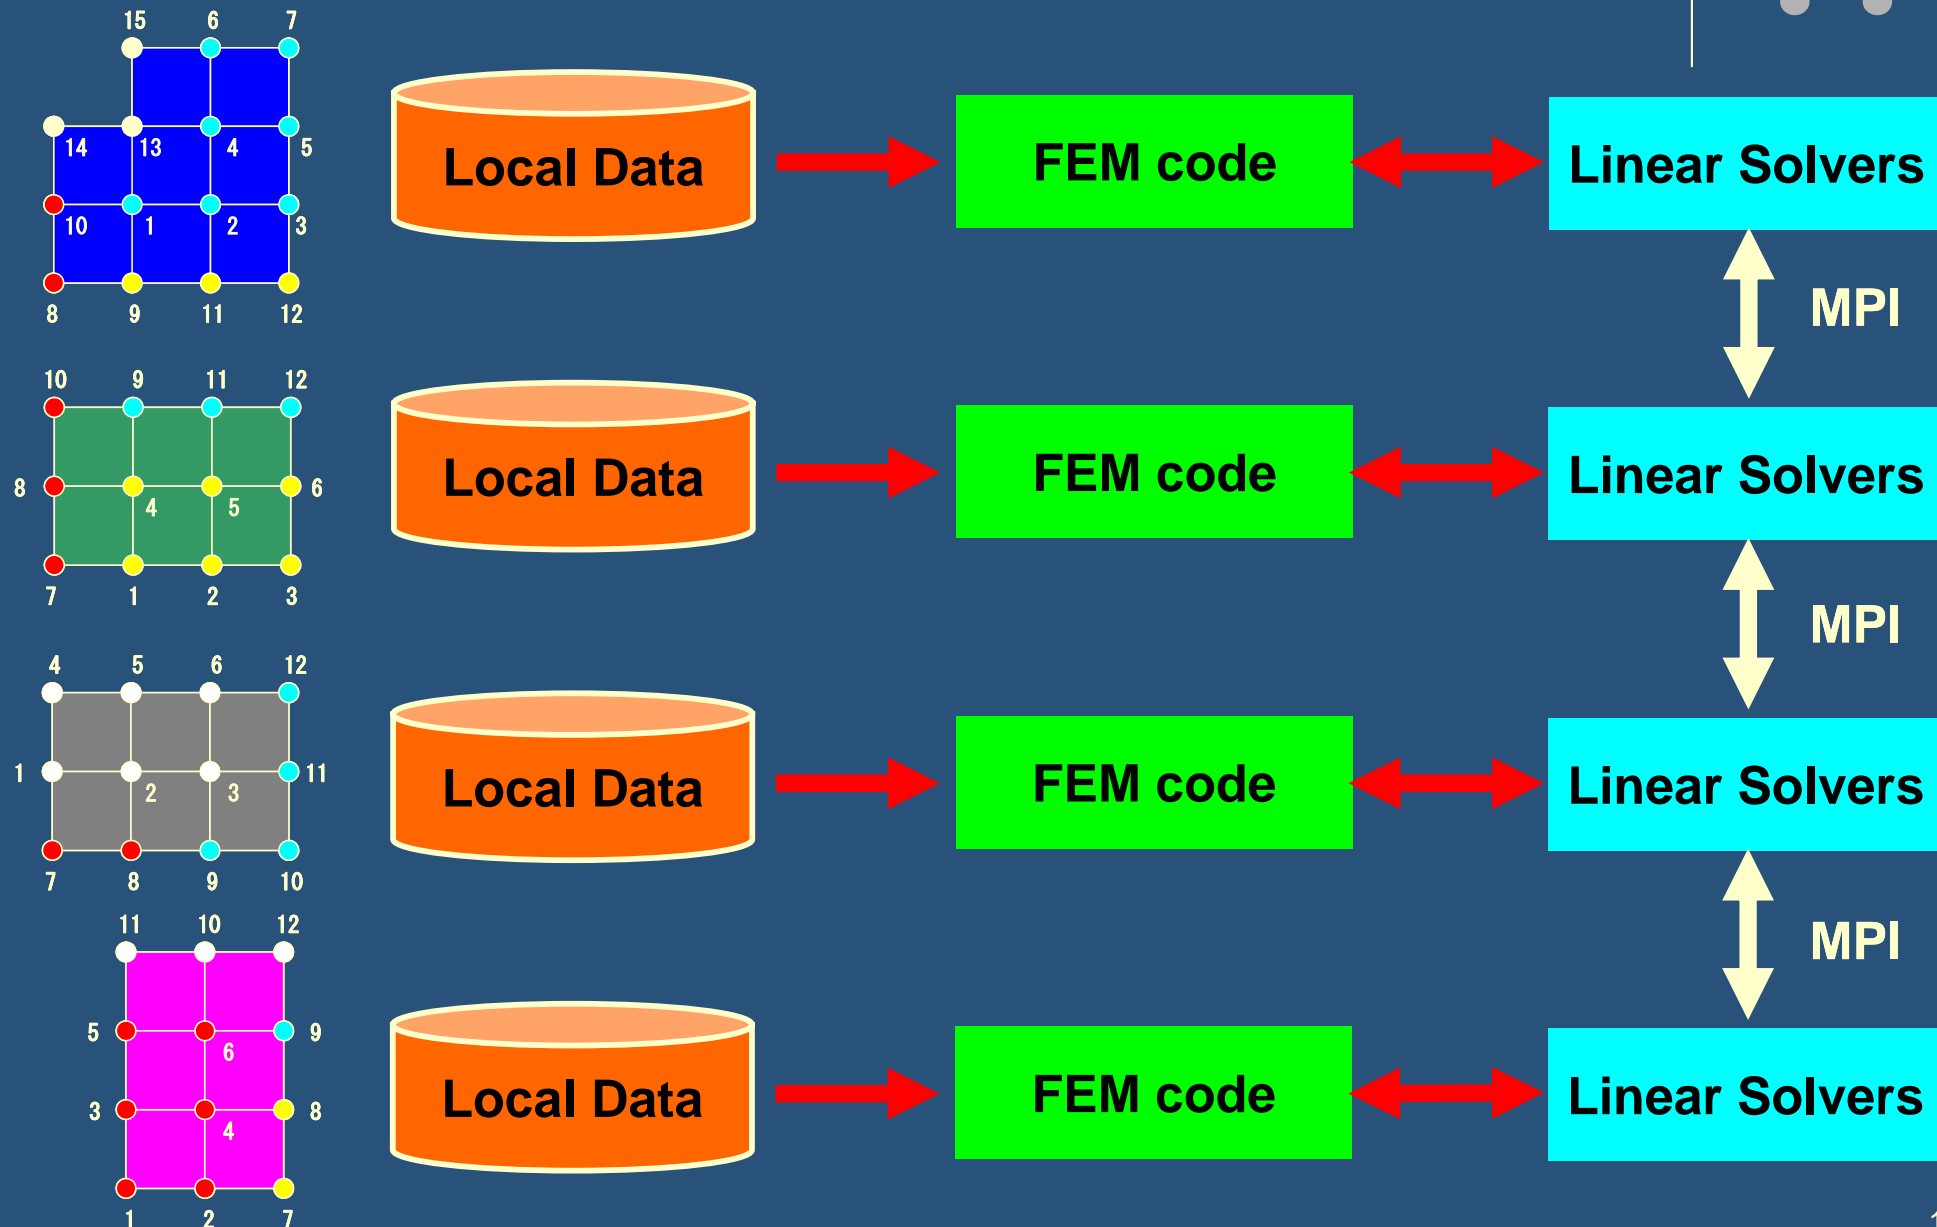 15 6 7
14 13 4 5
10 1 2 3
8 9 11 12
Local Data
FEM code
Linear Solvers
MPI
10 9 11 12
8 4 5 6
7 1 2 3
Local Data
FEM code
Linear Solvers
MPI
4 5 6 12
1 2 3 11
7 8 9 10
Local Data
FEM code
Linear Solvers
MPI
11 10 12
5 6 9
3 4 8
1 2 7
Local Data
FEM code
Linear Solvers